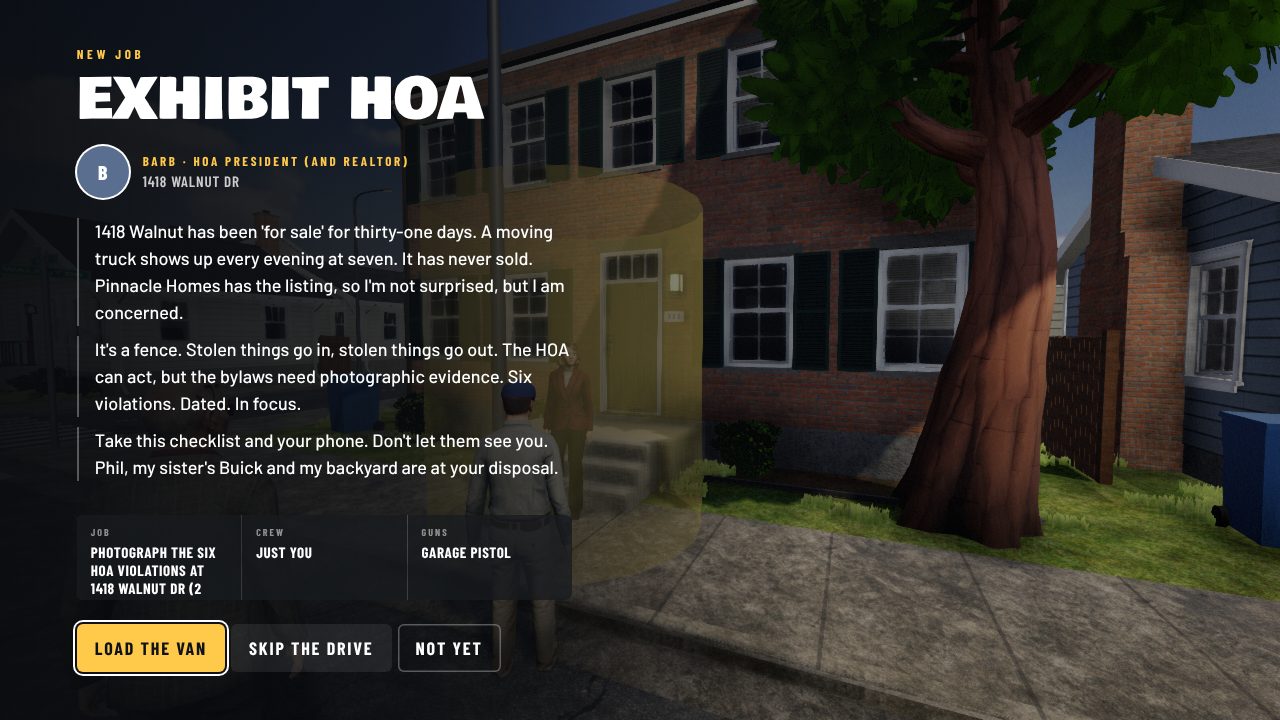 NEW JOB
EXHIBIT HOA
B
BARB · HOA PRESIDENT (AND REALTOR)
1418 WALNUT DR
1418 Walnut has been 'for sale' for thirty-one days. A moving
truck shows up every evening at seven. It has never sold.
Pinnacle Homes has the listing, so I'm not surprised, but I am
concerned.
It's a fence. Stolen things go in, stolen things go out. The HOA
can act, but the bylaws need photographic evidence. Six
violations. Dated. In focus.
Take this checklist and your phone. Don't let them see you.
Phil, my sister's Buick and my backyard are at your disposal.
JOB
PHOTOGRAPH THE SIX
HOA VIOLATIONS AT
1418 WALNUT DR (2
CREW
JUST YOU
GUNS
GARAGE PISTOL
LOAD THE VAN
SKIP THE DRIVE
NOT YET